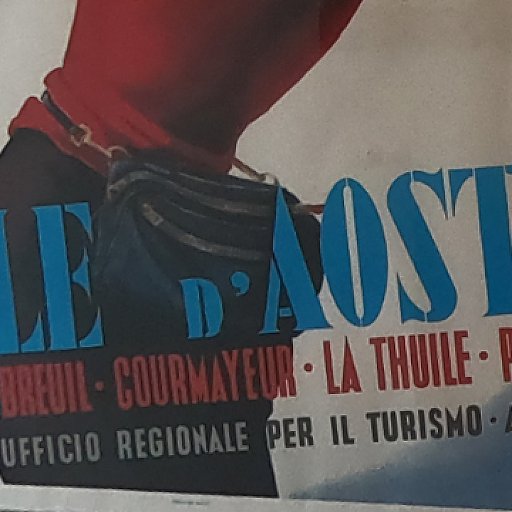 LE D'AOST
BREUIL · COURMAYEUR · LA THUILE · P
UFFICIO REGIONALE PER IL TURISMO · A